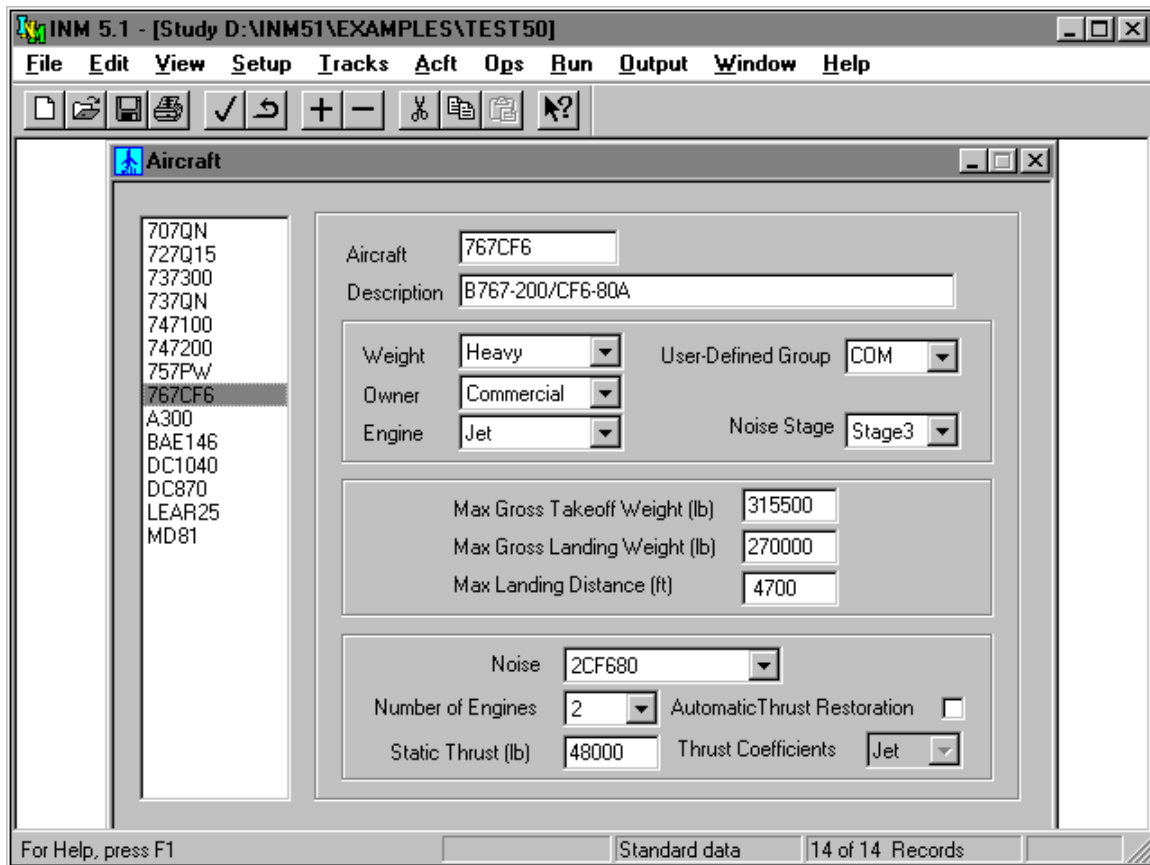 INM 5.1 - [Study D:\INM51\EXAMPLES\TEST50]
File Edit View Setup Tracks Acft Ops Run Output Window Help
Aircraft
707QN
727Q15
737300
737QN
747100
747200
757PW
767CF6
A300
BAE146
DC1040
DC870
LEAR25
MD81
Aircraft 767CF6
Description B767-200/CF6-80A
Weight Heavy User-Defined Group COM
Owner Commercial
Engine Jet Noise Stage Stage3
Max Gross Takeoff Weight (lb) 315500
Max Gross Landing Weight (lb) 270000
Max Landing Distance (ft) 4700
Noise 2CF680
Number of Engines 2 AutomaticThrust Restoration
Static Thrust (lb) 48000 Thrust Coefficients Jet
For Help, press F1 Standard data 14 of 14 Records